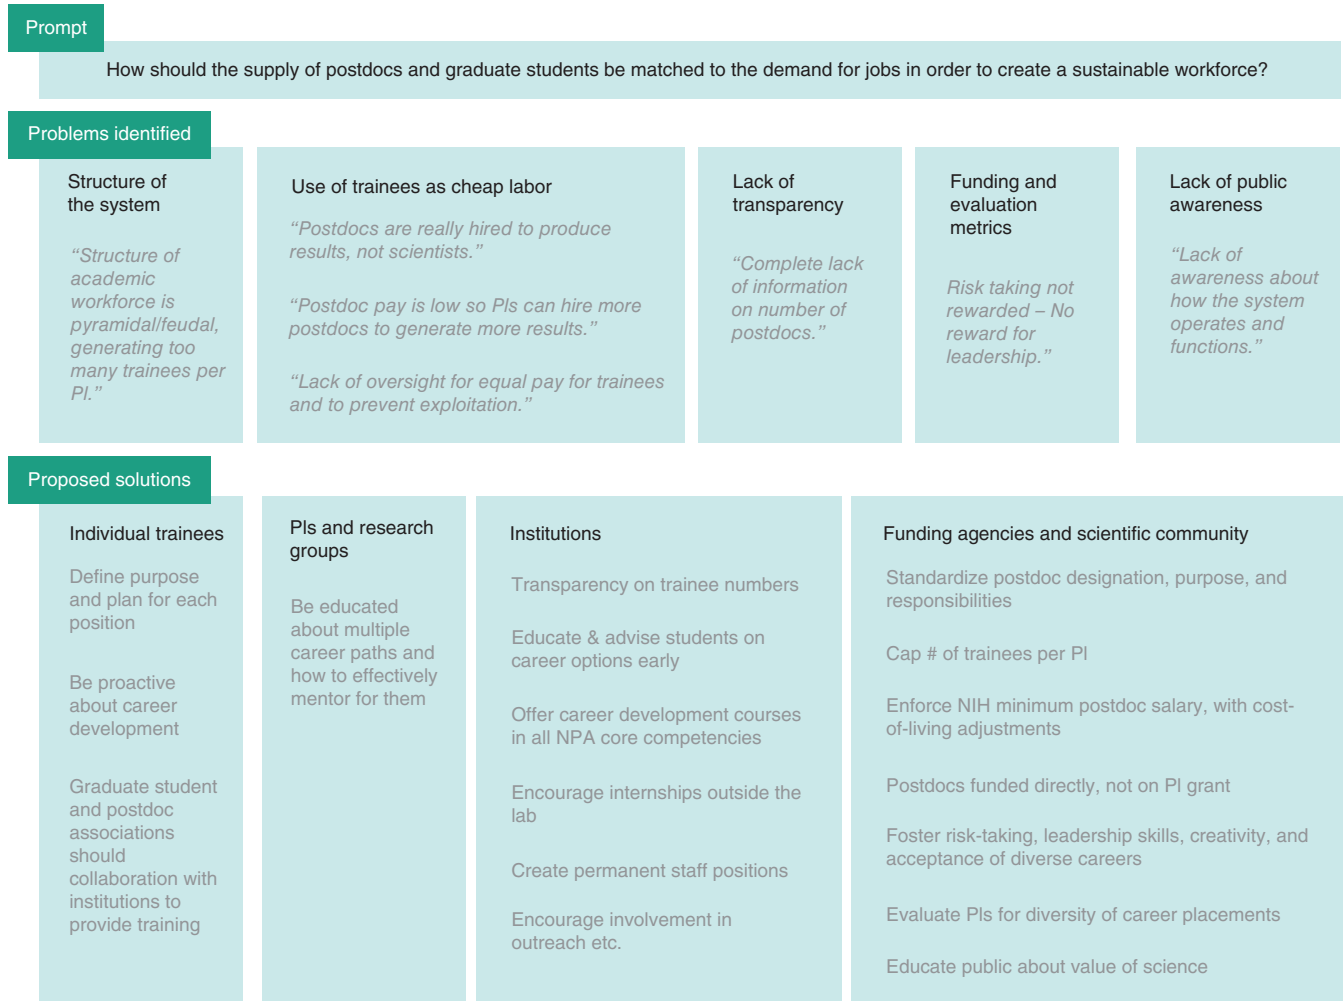 Prompt
How should the supply of postdocs and graduate students be matched to the demand for jobs in order to create a sustainable workforce?
Problems identified
Structure of
the system
“Structure of
academic
workforce is
pyramidal/feudal,
generating too
many trainees per
PI.”
Use of trainees as cheap labor
“Postdocs are really hired to produce
results, not scientists.”
“Postdoc pay is low so PIs can hire more
postdocs to generate more results.”
“Lack of oversight for equal pay for trainees
and to prevent exploitation.”
Lack of
transparency
“Complete lack
of information
on number of
postdocs.”
Funding and
evaluation
metrics
Risk taking not
rewarded – No
reward for
leadership.”
Lack of public
awareness
“Lack of
awareness about
how the system
operates and
functions.”
Proposed solutions
Individual trainees
Define purpose
and plan for each
position
Be proactive
about career
development
Graduate student
and postdoc
associations
should
collaboration with
institutions to
provide training
PIs and research
groups
Be educated
about multiple
career paths and
how to effectively
mentor for them
Institutions
Transparency on trainee numbers
Educate & advise students on
career options early
Offer career development courses
in all NPA core competencies
Encourage internships outside the
lab
Create permanent staff positions
Encourage involvement in
outreach etc.
Funding agencies and scientific community
Standardize postdoc designation, purpose, and
responsibilities
Cap # of trainees per PI
Enforce NIH minimum postdoc salary, with cost-
of-living adjustments
Postdocs funded directly, not on PI grant
Foster risk-taking, leadership skills, creativity, and
acceptance of diverse careers
Evaluate PIs for diversity of career placements
Educate public about value of science